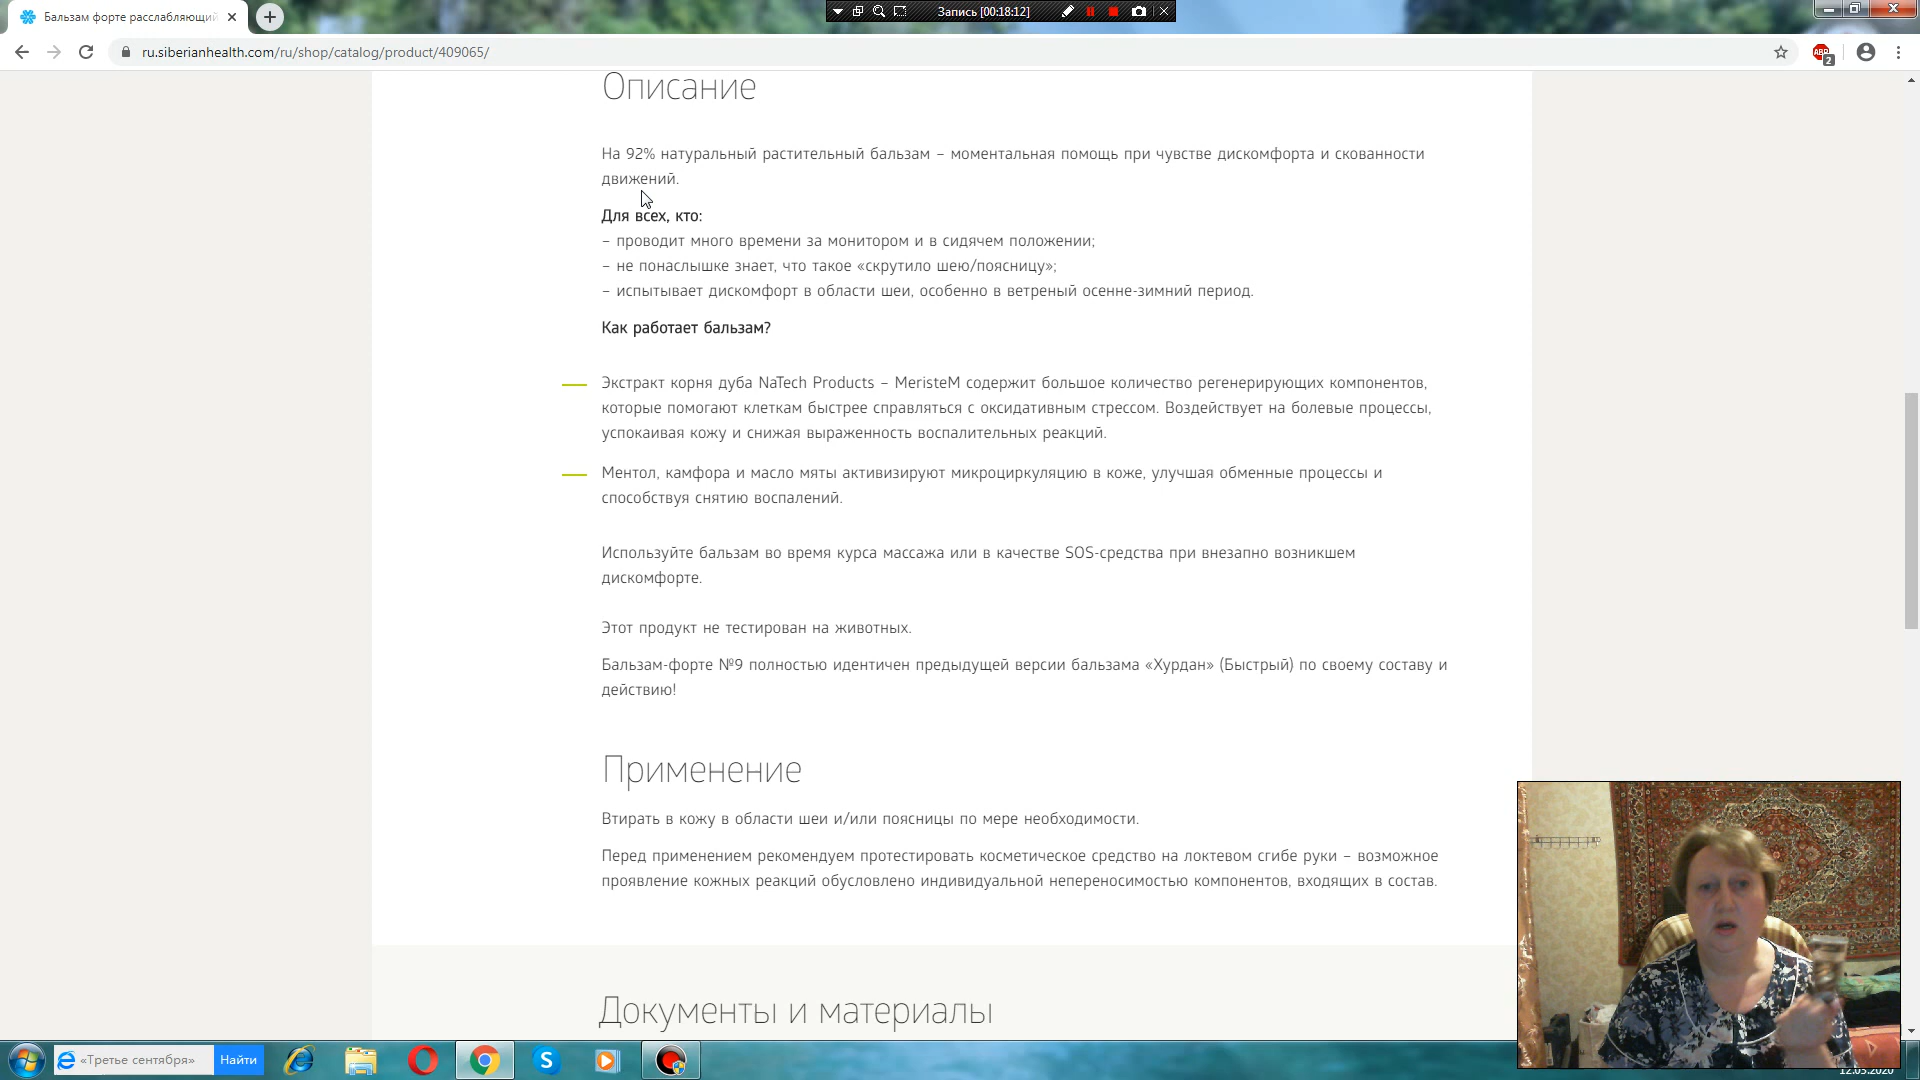 Бальзам форте расслабляющий
Запись [00:18:12]
ru.siberianhealth.com/ru/shop/catalog/product/409065/
ABP
2
Описание
На 92% натуральный растительный бальзам – моментальная помощь при чувстве дискомфорта и скованности
движений.
Для всех, кто:
– проводит много времени за монитором и в сидячем положении;
– не понаслышке знает, что такое «скрутило шею/поясницу»;
– испытывает дискомфорт в области шеи, особенно в ветреный осенне-зимний период.
Как работает бальзам?
Экстракт корня дуба NaTech Products – MeristeM содержит большое количество регенерирующих компонентов,
которые помогают клеткам быстрее справляться с оксидативным стрессом. Воздействует на болевые процессы,
успокаивая кожу и снижая выраженность воспалительных реакций.
Ментол, камфора и масло мяты активизируют микроциркуляцию в коже, улучшая обменные процессы и
способствуя снятию воспалений.
Используйте бальзам во время курса массажа или в качестве SOS-средства при внезапно возникшем
дискомфорте.
Этот продукт не тестирован на животных.
Бальзам-форте №9 полностью идентичен предыдущей версии бальзама «Хурдан» (Быстрый) по своему составу и
действию!
Применение
Втирать в кожу в области шеи и/или поясницы по мере необходимости.
Перед применением рекомендуем протестировать косметическое средство на локтевом сгибе руки – возможное
проявление кожных реакций обусловлено индивидуальной непереносимостью компонентов, входящих в состав.
Документы и материалы
«Третье сентября»
Найти
12.03.2020